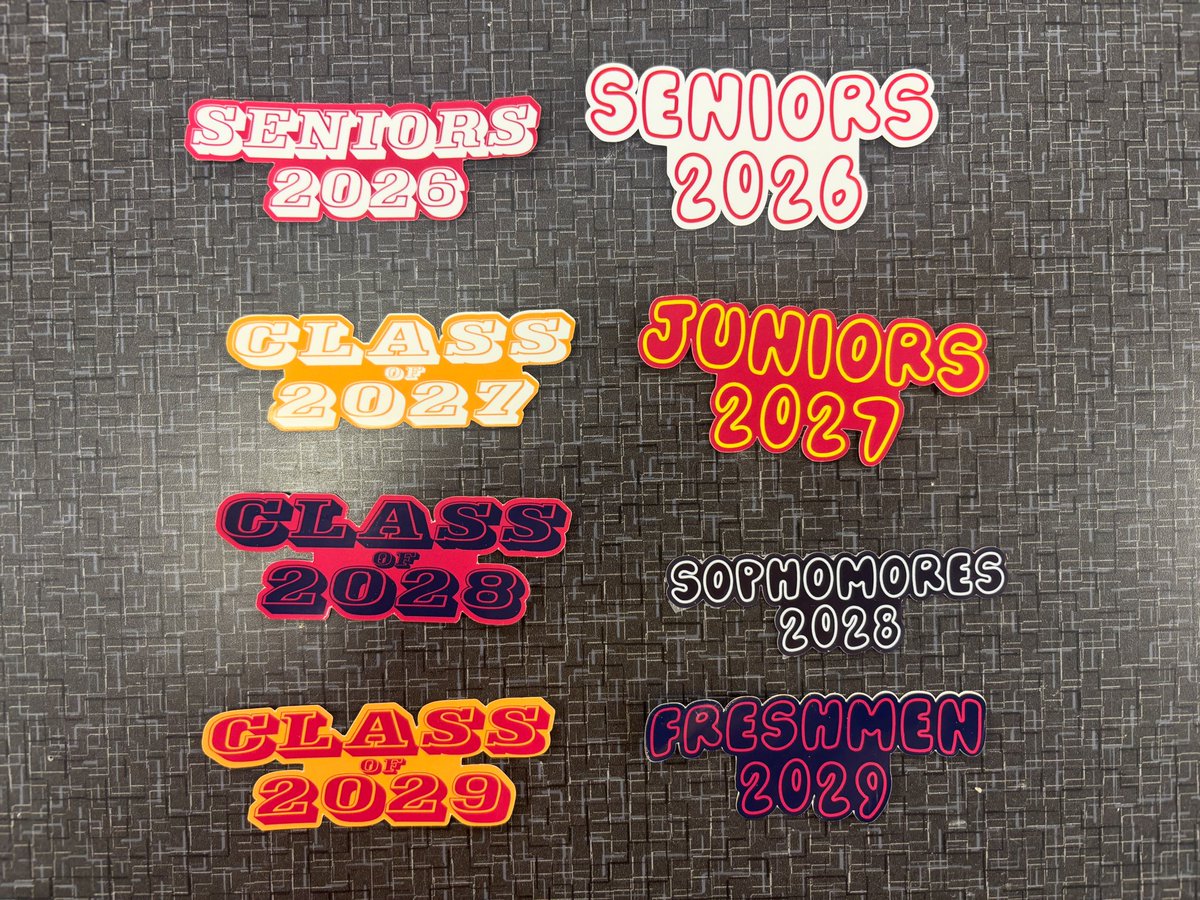 SENIORS
2026
SENIORS
2026
CLASS
OF
2027
JUNIORS
2027
CLASS
OF
2028
SOPHOMORES
2028
CLASS
OF
2029
FRESHMEN
2029